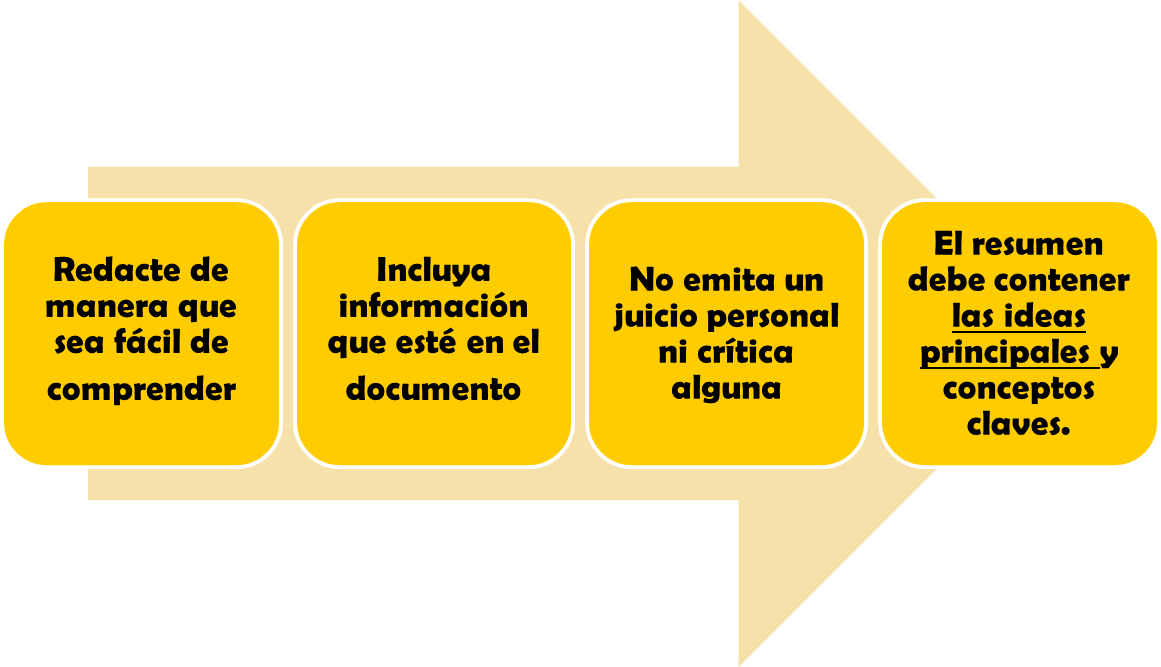 Redacte de
manera que
sea fácil de
comprender
Incluya
información
que esté en el
documento
No emita un
juicio personal
ni crítica
alguna
El resumen
debe contener
las ideas
principales y
conceptos
claves.